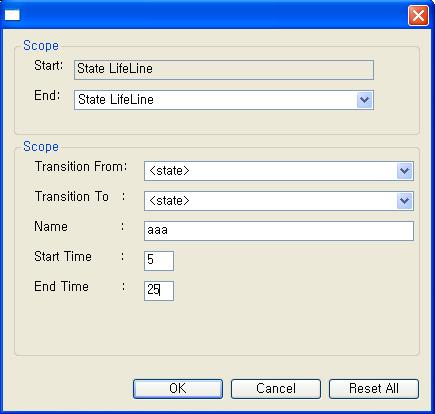 Scope
Start: State LifeLine
End: State LifeLine
Scope
Transition From: <state>
Transition To : <state>
Name : aaa
Start Time : 5
End Time : 25
OK Cancel Reset All